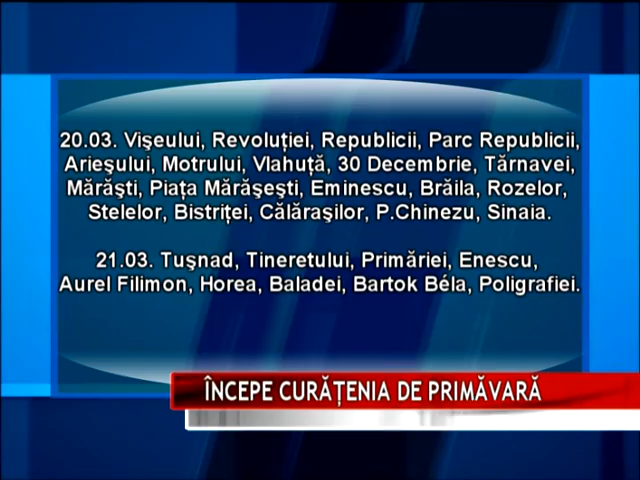 20.03. Vişeului, Revoluţiei, Republicii, Parc Republicii,
Arieşului, Motrului, Vlahuţă, 30 Decembrie, Tărnavei,
Mărăşti, Piaţa Mărăşeşti, Eminescu, Brăila, Rozelor,
Stelelor, Bistriţei, Călăraşilor, P.Chinezu, Sinaia.
21.03. Tuşnad, Tineretului, Primăriei, Enescu,
Aurel Filimon, Horea, Baladei, Bartok Béla, Poligrafiei.
ÎNCEPE CURĂŢENIA DE PRIMĂVARĂ